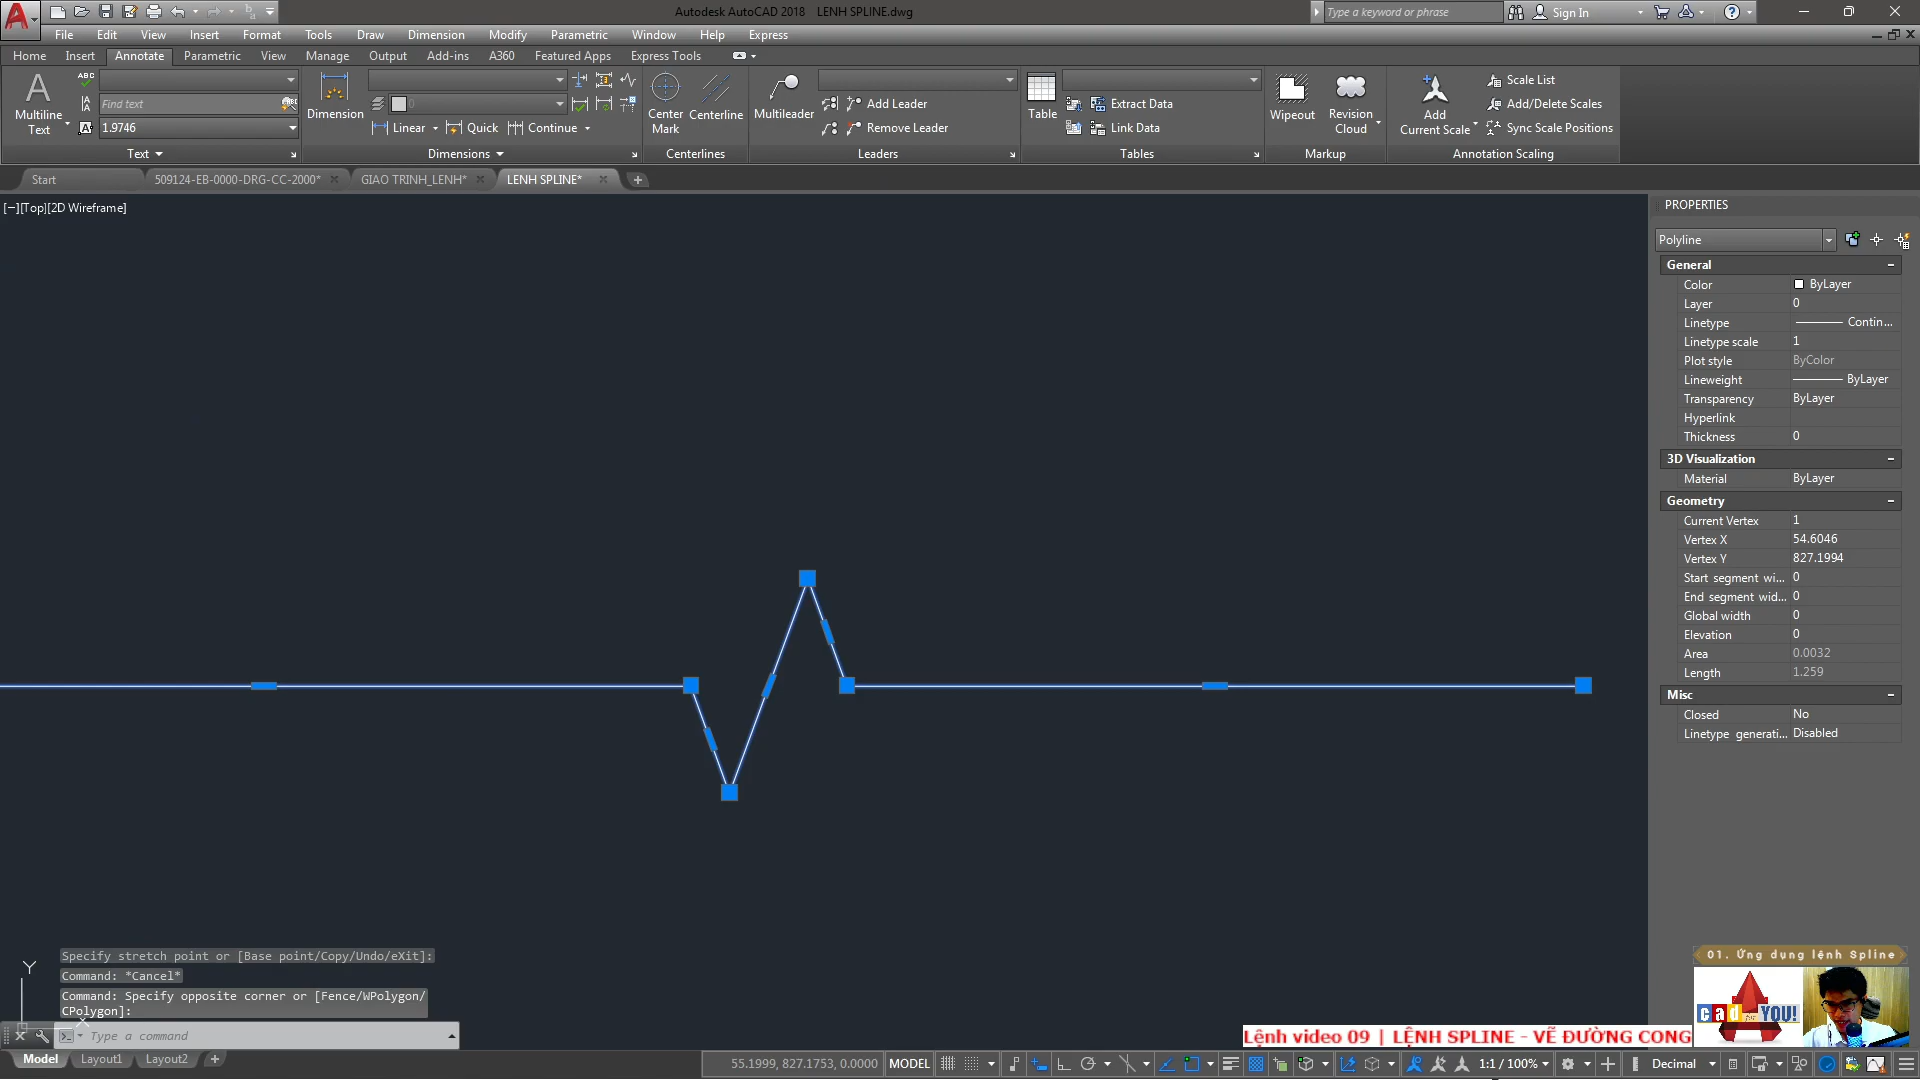 Autodesk AutoCAD 2018 LENH SPLINE.dwg
Type a keyword or phrase
Sign In
File Edit View Insert Format Tools Draw Dimension Modify Parametric Window Help Express
Home Insert Annotate Parametric View Manage Output Add-ins A360 Featured Apps Express Tools
Multiline Text
ABC
Find text
1.9746
Text
Dimension
0
Linear Quick Continue
Dimensions
Center Mark
Centerline
Centerlines
Multileader
Add Leader
Remove Leader
Leaders
Table
Extract Data
Link Data
Tables
Wipeout
Revision Cloud
Markup
Add Current Scale
Scale List
Add/Delete Scales
Sync Scale Positions
Annotation Scaling
Start 509124-EB-0000-DRG-CC-2000* GIAO TRINH_LENH* LENH SPLINE*
[−][Top][2D Wireframe]
PROPERTIES
Polyline
General
Color ByLayer
Layer 0
Linetype Contin...
Linetype scale 1
Plot style ByColor
Lineweight ByLayer
Transparency ByLayer
Hyperlink
Thickness 0
3D Visualization
Material ByLayer
Geometry
Current Vertex 1
Vertex X 54.6046
Vertex Y 827.1994
Start segment wi... 0
End segment wid... 0
Global width 0
Elevation 0
Area 0.0032
Length 1.259
Misc
Closed No
Linetype generati... Disabled
Y
Specify stretch point or [Base point/Copy/Undo/eXit]:
Command: *Cancel*
Command: Specify opposite corner or [Fence/WPolygon/
CPolygon]:
Type a command
01. Ứng dụng lệnh Spline
cad for YOU!
Lệnh video 09 | LỆNH SPLINE - VẼ ĐƯỜNG CONG
Model Layout1 Layout2
55.1999, 827.1753, 0.0000 MODEL 1:1 / 100% Decimal